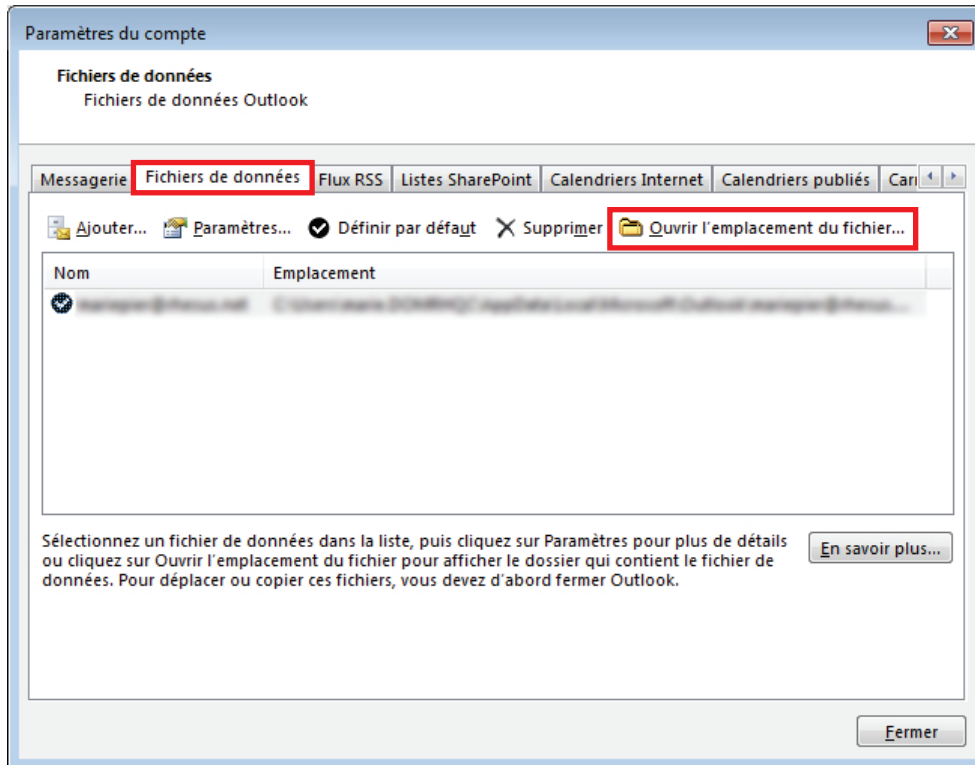 Paramètres du compte
Fichiers de données
Fichiers de données Outlook
Messagerie Fichiers de données Flux RSS Listes SharePoint Calendriers Internet Calendriers publiés
Ajouter... Paramètres... Définir par défaut Supprimer Ouvrir l'emplacement du fichier...
Nom Emplacement
Sélectionnez un fichier de données dans la liste, puis cliquez sur Paramètres pour plus de détails
ou cliquez sur Ouvrir l'emplacement du fichier pour afficher le dossier qui contient le fichier de
données. Pour déplacer ou copier ces fichiers, vous devez d'abord fermer Outlook.
En savoir plus...
Fermer